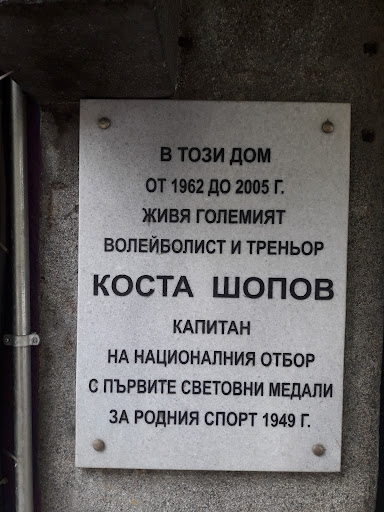 В ТОЗИ ДОМ
ОТ 1962 ДО 2005 Г.
ЖИВЯ ГОЛЕМИЯТ
ВОЛЕЙБОЛИСТ И ТРЕНЬОР
КОСТА ШОПОВ
КАПИТАН
НА НАЦИОНАЛНИЯ ОТБОР
С ПЪРВИТЕ СВЕТОВНИ МЕДАЛИ
ЗА РОДНИЯ СПОРТ 1949 Г.